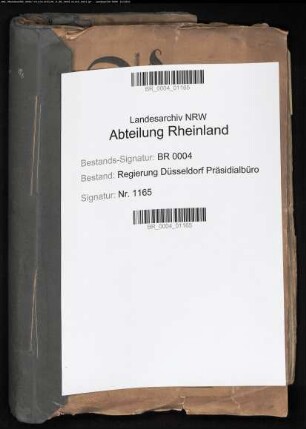 BR_0004_01165
Landesarchiv NRW
Abteilung Rheinland
Bestands-Signatur: BR 0004
Bestand: Regierung Düsseldorf Präsidialbüro
Signatur: Nr. 1165
BR_0004_01165